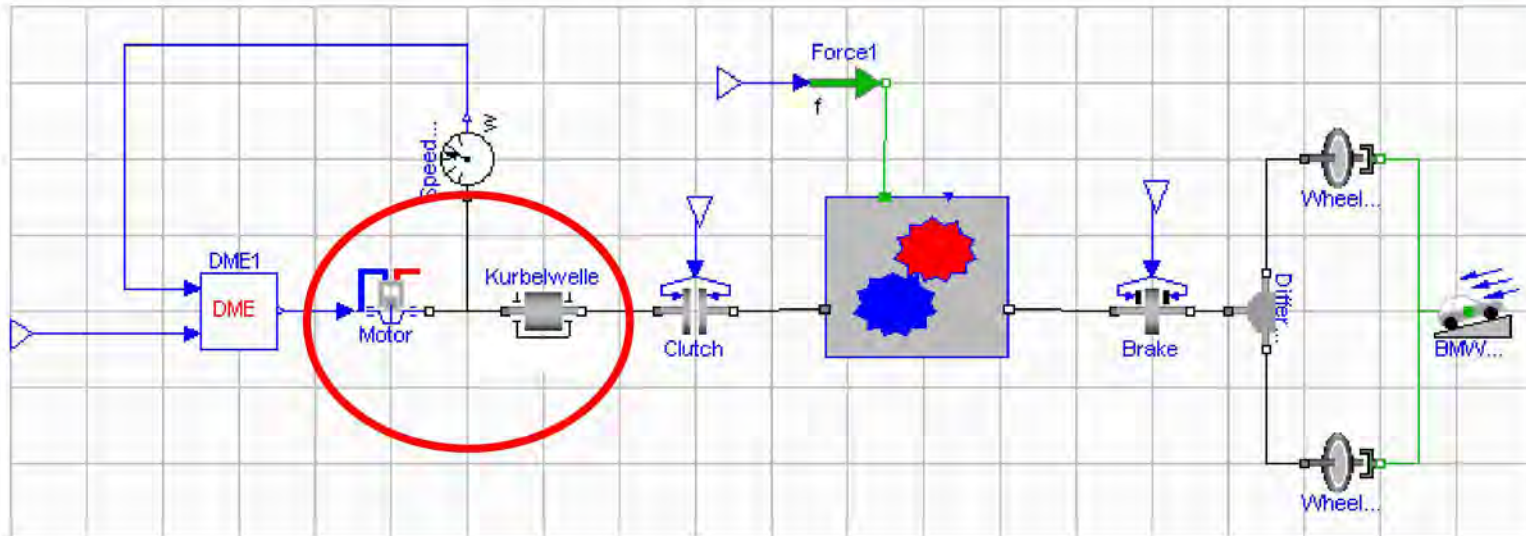 Force1
f
w
Speed...
DME1
DME
Motor
Kurbelwelle
Clutch
Brake
Differ...
Wheel...
Wheel...
BMW...